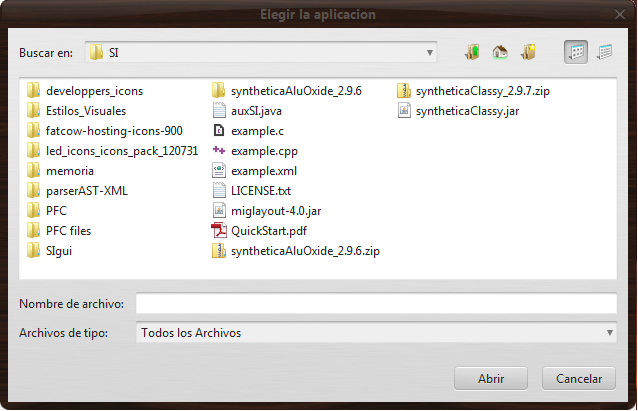 Elegir la aplicacion
Buscar en: SI
developpers_icons
Estilos_Visuales
fatcow-hosting-icons-900
led_icons_icons_pack_120731
memoria
parserAST-XML
PFC
PFC files
SIgui
syntheticaAluOxide_2.9.6
auxSI.java
example.c
example.cpp
example.xml
LICENSE.txt
miglayout-4.0.jar
QuickStart.pdf
syntheticaAluOxide_2.9.6.zip
syntheticaClassy_2.9.7.zip
syntheticaClassy.jar
Nombre de archivo:
Archivos de tipo: Todos los Archivos
Abrir Cancelar